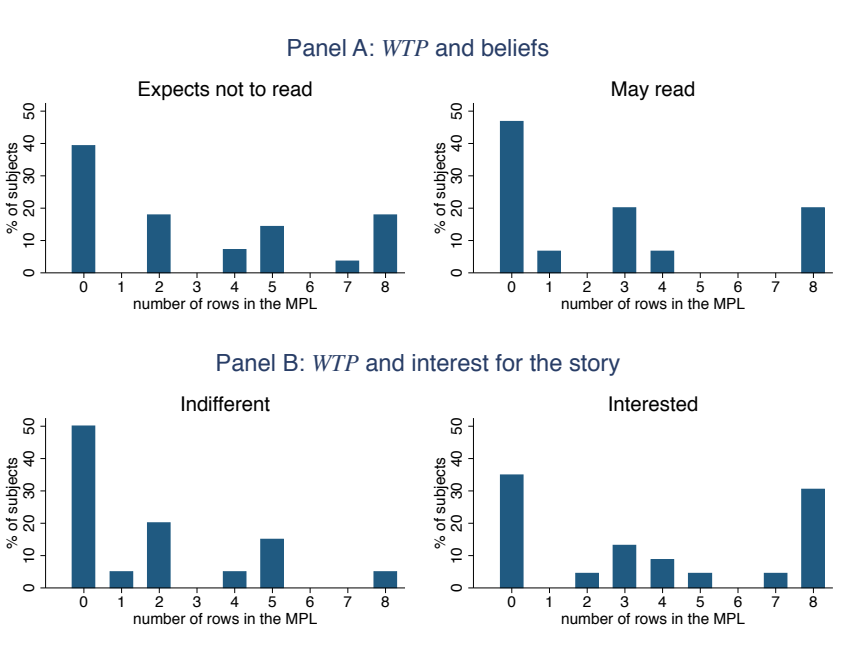 Panel A: WTP and beliefs
Expects not to read
% of subjects
50
40
30
20
10
0
0 1 2 3 4 5 6 7 8
number of rows in the MPL
May read
% of subjects
50
40
30
20
10
0
0 1 2 3 4 5 6 7 8
number of rows in the MPL
Panel B: WTP and interest for the story
Indifferent
% of subjects
50
40
30
20
10
0
0 1 2 3 4 5 6 7 8
number of rows in the MPL
Interested
% of subjects
50
40
30
20
10
0
0 1 2 3 4 5 6 7 8
number of rows in the MPL